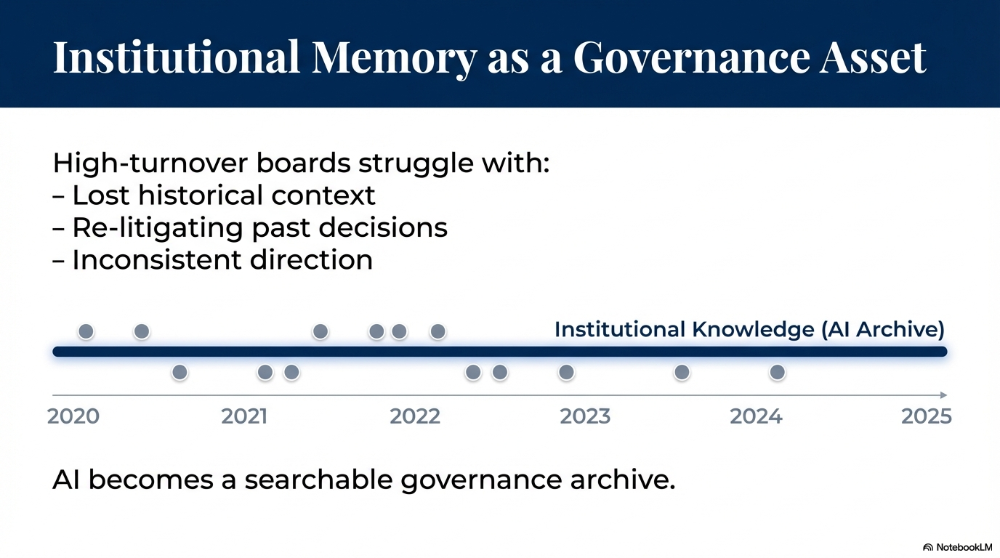 Institutional Memory as a Governance Asset
High-turnover boards struggle with:
– Lost historical context
– Re-litigating past decisions
– Inconsistent direction
Institutional Knowledge (AI Archive)
2020 2021 2022 2023 2024 2025
AI becomes a searchable governance archive.
NotebookLM